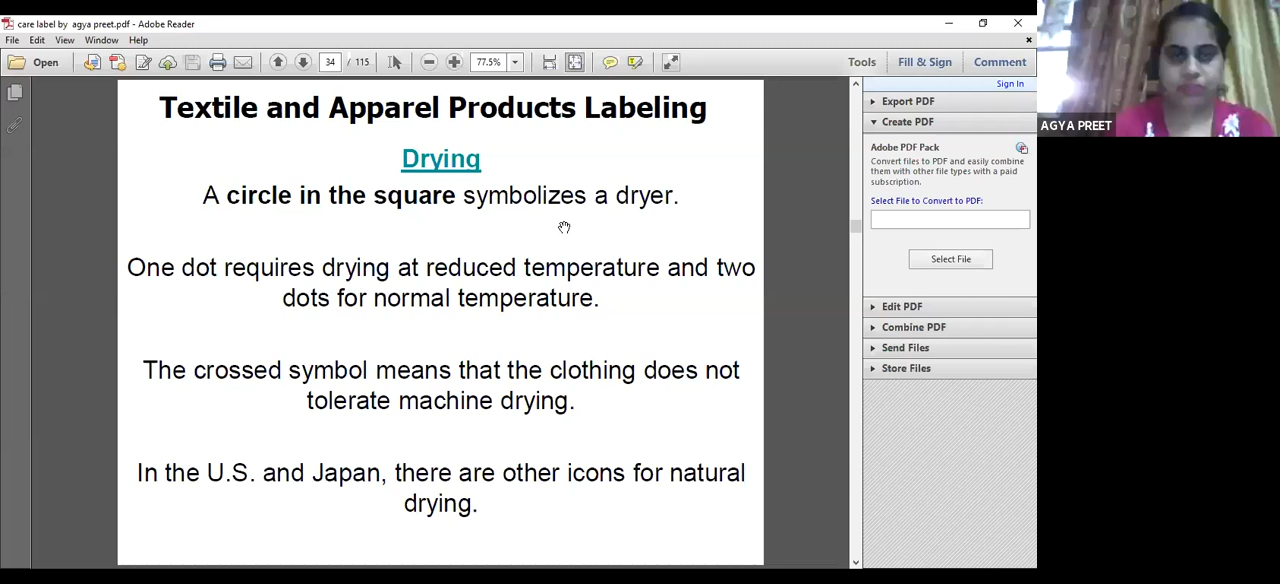 care label by agya preet.pdf - Adobe Reader
File Edit View Window Help
Open 34 / 115 77.5% Tools Fill & Sign Comment
Sign In
Export PDF
Create PDF
Adobe PDF Pack
Convert files to PDF and easily combine
them with other file types with a paid
subscription.
Select File to Convert to PDF:
Select File
Edit PDF
Combine PDF
Send Files
Store Files
Textile and Apparel Products Labeling
Drying
A circle in the square symbolizes a dryer.
One dot requires drying at reduced temperature and two
dots for normal temperature.
The crossed symbol means that the clothing does not
tolerate machine drying.
In the U.S. and Japan, there are other icons for natural
drying.
AGYA PREET